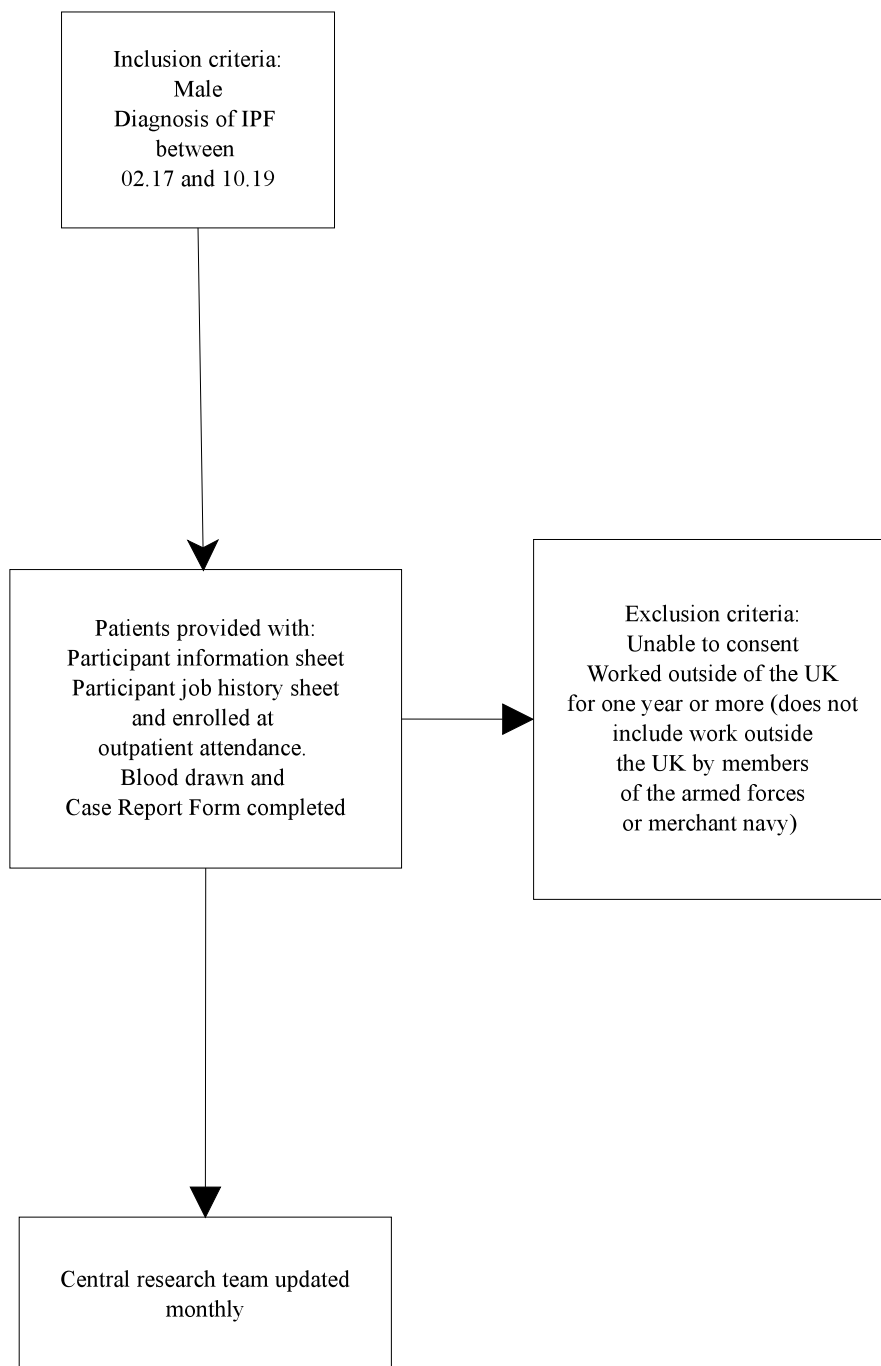 Inclusion criteria:
Male
Diagnosis of IPF
between
02.17 and 10.19
Patients provided with:
Participant information sheet
Participant job history sheet
and enrolled at
outpatient attendance.
Blood drawn and
Case Report Form completed
Exclusion criteria:
Unable to consent
Worked outside of the UK
for one year or more (does not
include work outside
the UK by members
of the armed forces
or merchant navy)
Central research team updated
monthly